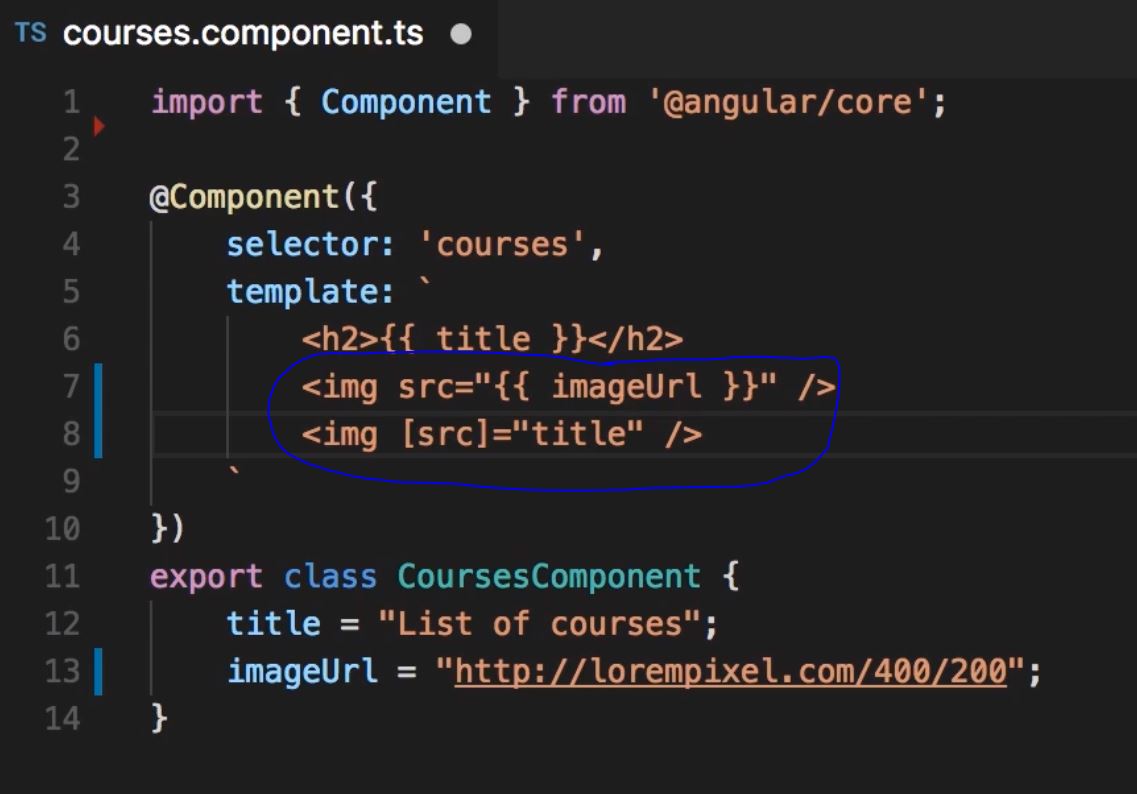 TS courses.component.ts
1 import { Component } from '@angular/core';
2
3 @Component({
4 selector: 'courses',
5 template: `
6 <h2>{{ title }}</h2>
7 <img src="{{ imageUrl }}" />
8 <img [src]="title" />
9 `
10 })
11 export class CoursesComponent {
12 title = "List of courses";
13 imageUrl = "http://lorempixel.com/400/200";
14 }